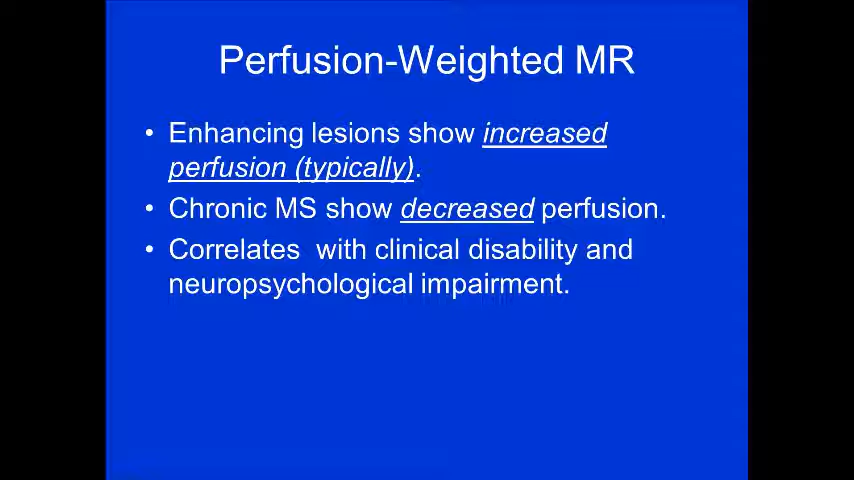 Perfusion-Weighted MR
• Enhancing lesions show increased
perfusion (typically).
• Chronic MS show decreased perfusion.
• Correlates  with clinical disability and
neuropsychological impairment.